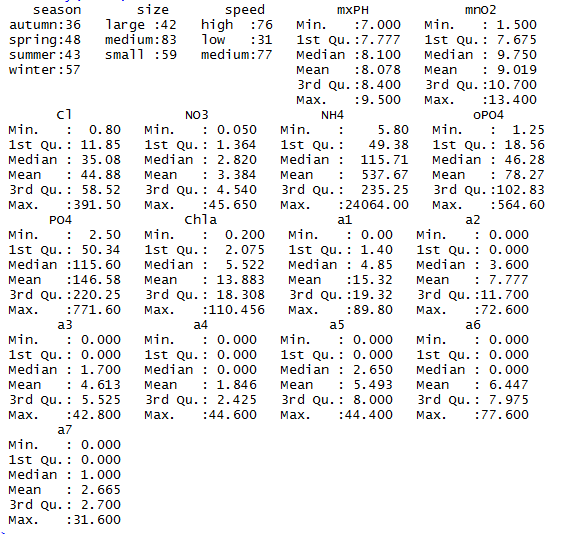 season size speed mxPH mnO2
autumn:36 large :42 high :76 Min. :7.000 Min. : 1.500
spring:48 medium:83 low :31 1st Qu.:7.777 1st Qu.: 7.675
summer:43 small :59 medium:77 Median :8.100 Median : 9.750
winter:57 Mean :8.078 Mean : 9.019
3rd Qu.:8.400 3rd Qu.:10.700
Max. :9.500 Max. :13.400
Cl NO3 NH4 oPO4
Min. : 0.80 Min. : 0.050 Min. : 5.80 Min. : 1.25
1st Qu.: 11.85 1st Qu.: 1.364 1st Qu.: 49.38 1st Qu.: 18.56
Median : 35.08 Median : 2.820 Median : 115.71 Median : 46.28
Mean : 44.88 Mean : 3.384 Mean : 537.67 Mean : 78.27
3rd Qu.: 58.52 3rd Qu.: 4.540 3rd Qu.: 235.25 3rd Qu.:102.83
Max. :391.50 Max. :45.650 Max. :24064.00 Max. :564.60
PO4 Chla a1 a2
Min. : 2.50 Min. : 0.200 Min. : 0.00 Min. : 0.000
1st Qu.: 50.34 1st Qu.: 2.075 1st Qu.: 1.40 1st Qu.: 0.000
Median :115.60 Median : 5.522 Median : 4.85 Median : 3.600
Mean :146.58 Mean : 13.883 Mean :15.32 Mean : 7.777
3rd Qu.:220.25 3rd Qu.: 18.308 3rd Qu.:19.32 3rd Qu.:11.700
Max. :771.60 Max. :110.456 Max. :89.80 Max. :72.600
a3 a4 a5 a6
Min. : 0.000 Min. : 0.000 Min. : 0.000 Min. : 0.000
1st Qu.: 0.000 1st Qu.: 0.000 1st Qu.: 0.000 1st Qu.: 0.000
Median : 1.700 Median : 0.000 Median : 2.650 Median : 0.000
Mean : 4.613 Mean : 1.846 Mean : 5.493 Mean : 6.447
3rd Qu.: 5.525 3rd Qu.: 2.425 3rd Qu.: 8.000 3rd Qu.: 7.975
Max. :42.800 Max. :44.600 Max. :44.400 Max. :77.600
a7
Min. : 0.000
1st Qu.: 0.000
Median : 1.000
Mean : 2.665
3rd Qu.: 2.700
Max. :31.600